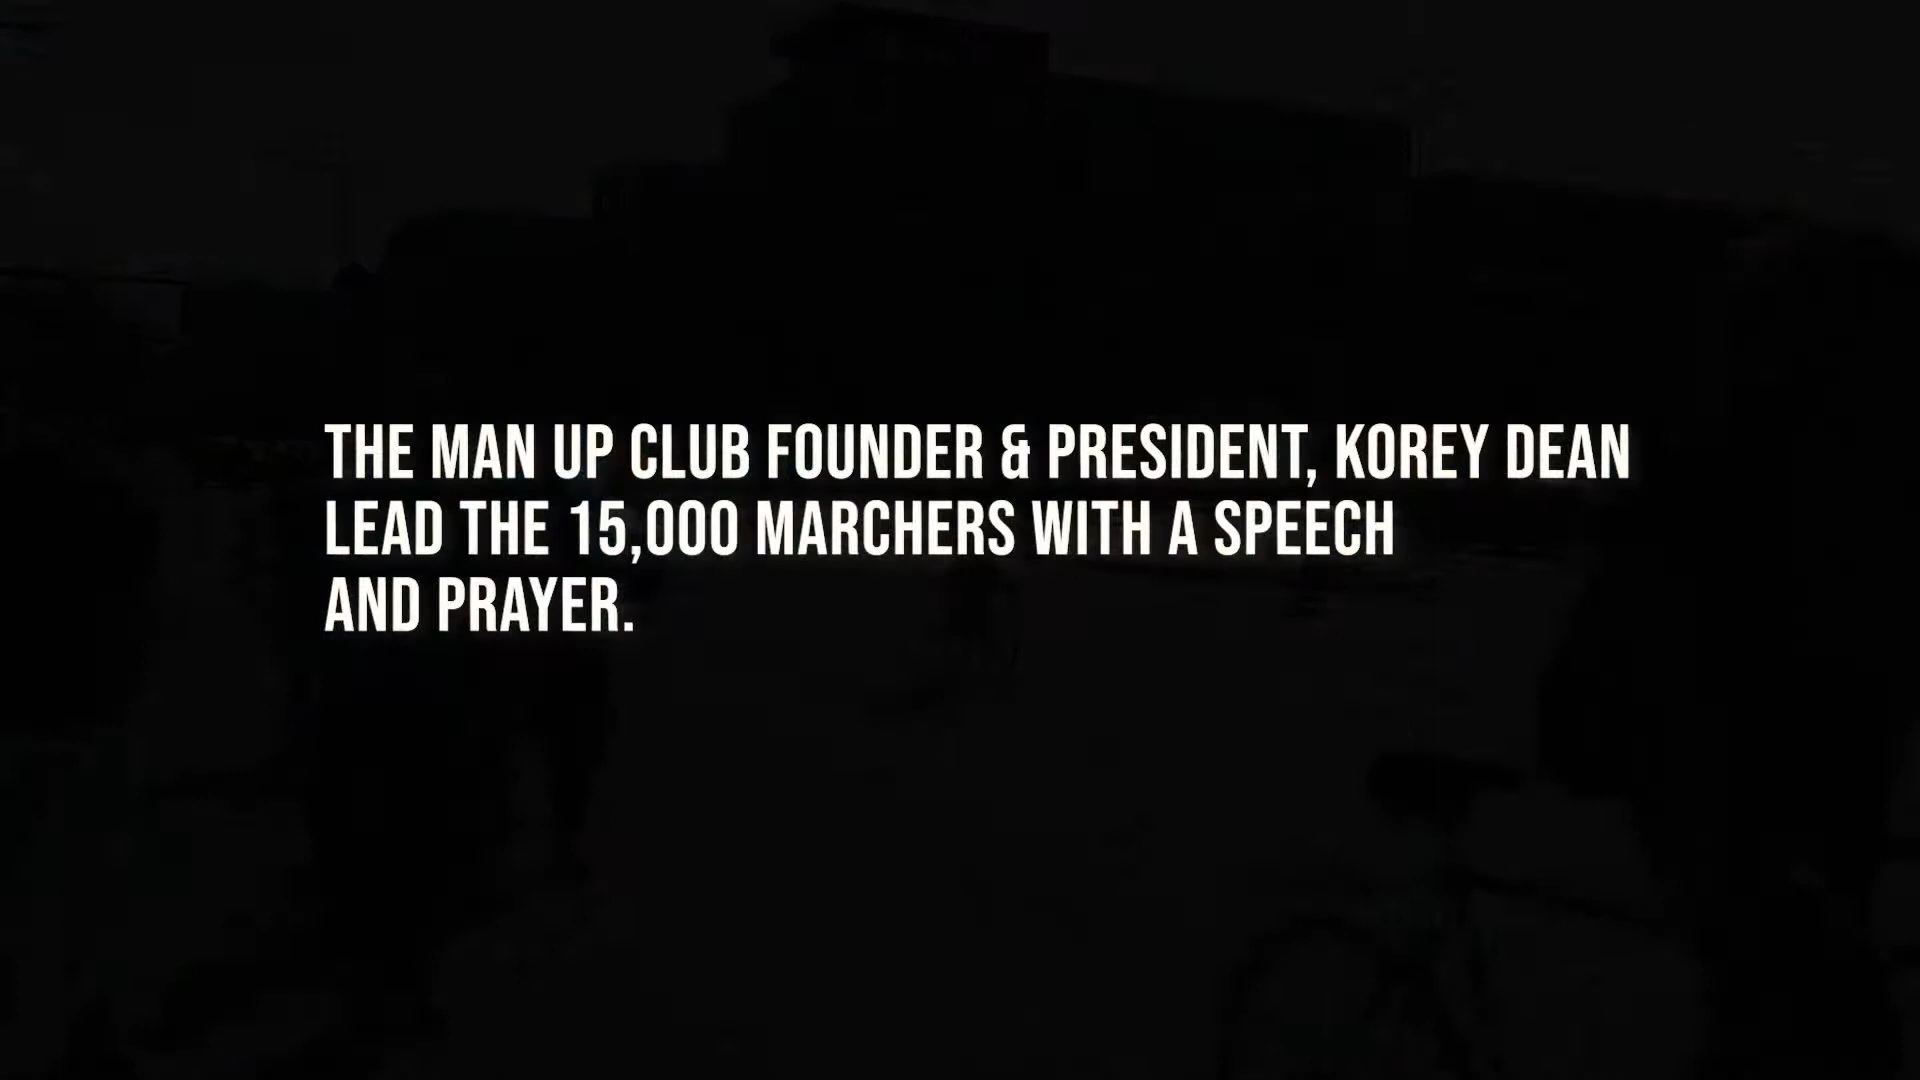 THE MAN UP CLUB FOUNDER & PRESIDENT, KOREY DEAN
LEAD THE 15,000 MARCHERS WITH A SPEECH
AND PRAYER.